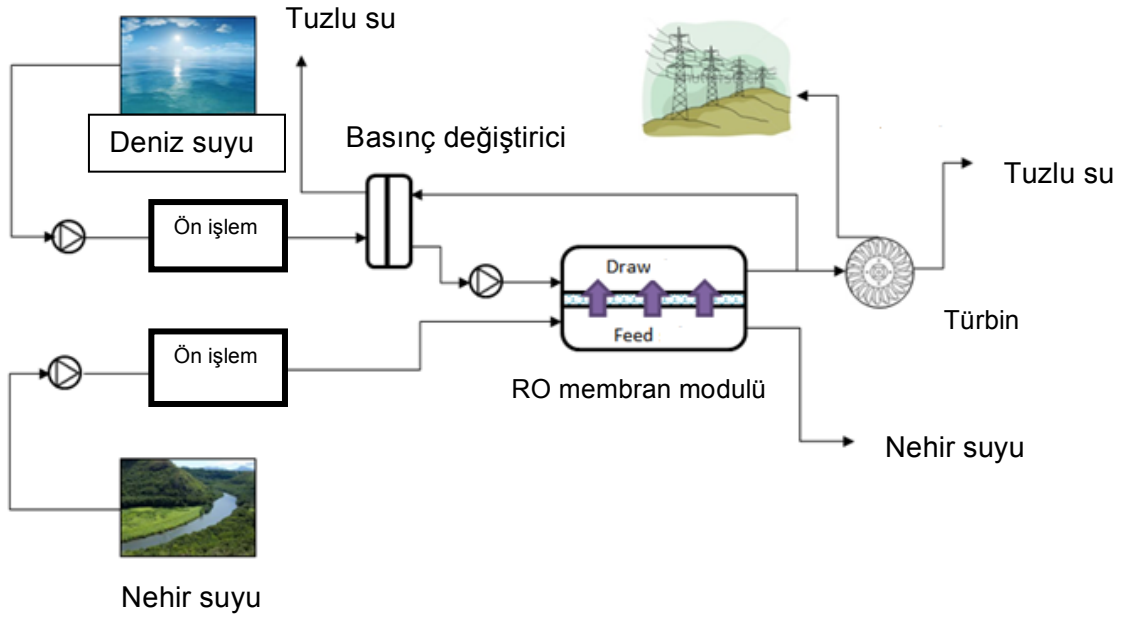 Tuzlu su
Deniz suyu
Basınç değiştirici
Tuzlu su
Ön işlem
Draw
Feed
Türbin
Ön işlem
RO membran modulü
Nehir suyu
Nehir suyu